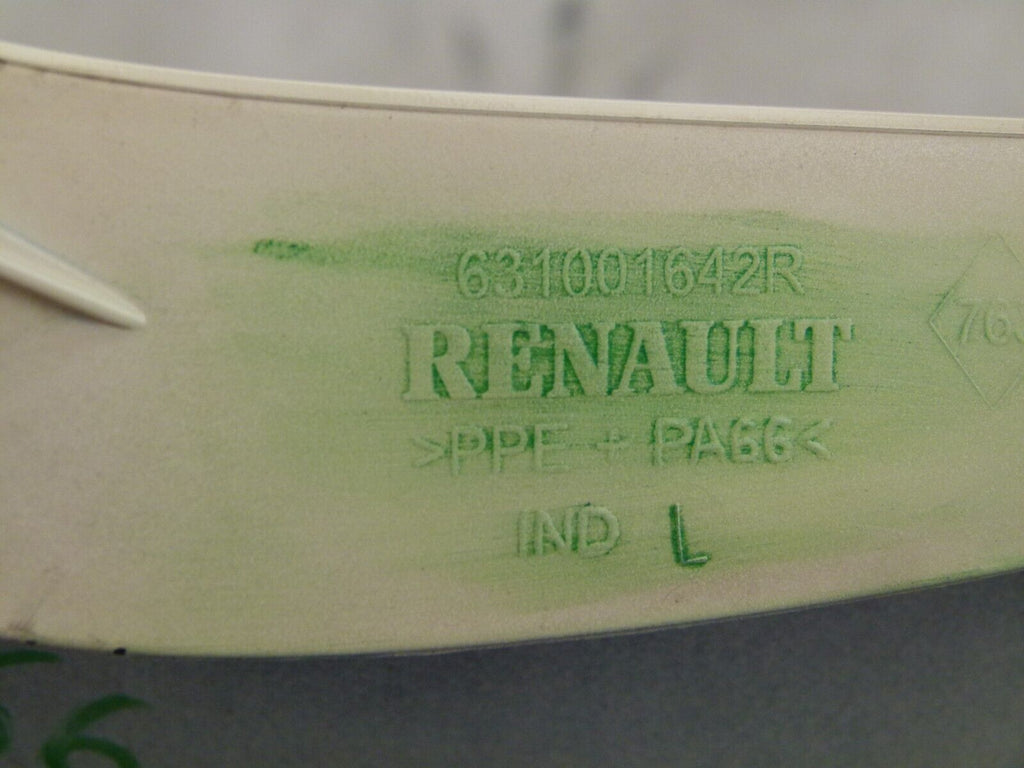 631001642R
RENAULT
>PPE + PA66<
IND L